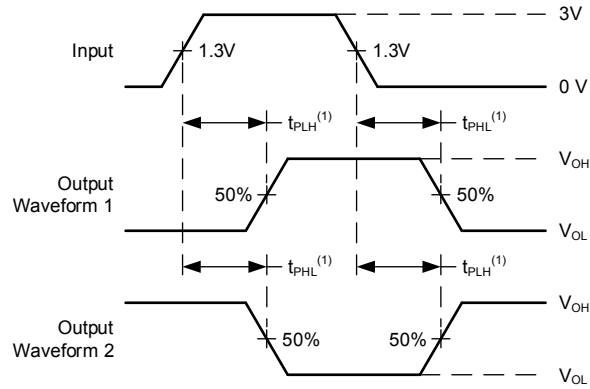 3V
Input
1.3V
1.3V
0 V
tPLH(1)
tPHL(1)
VOH
Output
Waveform 1
50%
50%
VOL
tPHL(1)
tPLH(1)
VOH
Output
Waveform 2
50%
50%
VOL